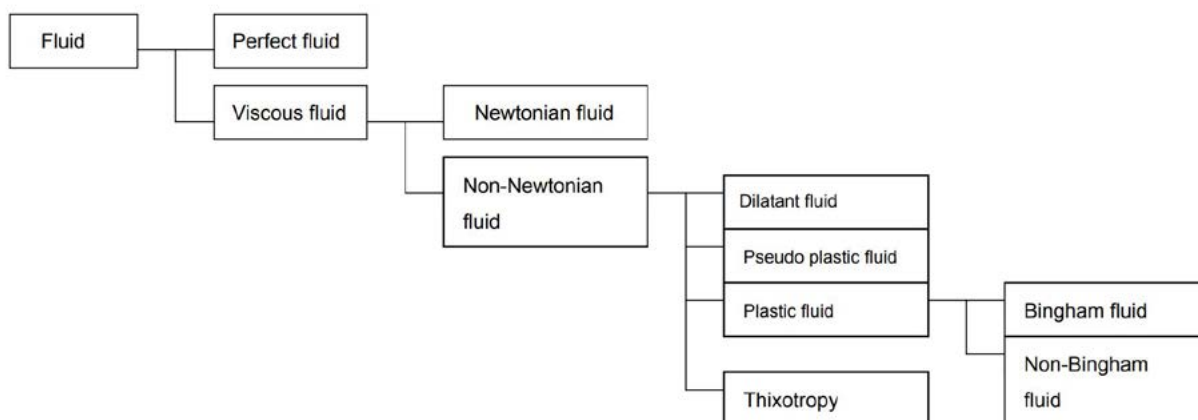 Fluid
Perfect fluid
Viscous fluid
Newtonian fluid
Non-Newtonian
fluid
Dilatant fluid
Pseudo plastic fluid
Plastic fluid
Bingham fluid
Non-Bingham
fluid
Thixotropy